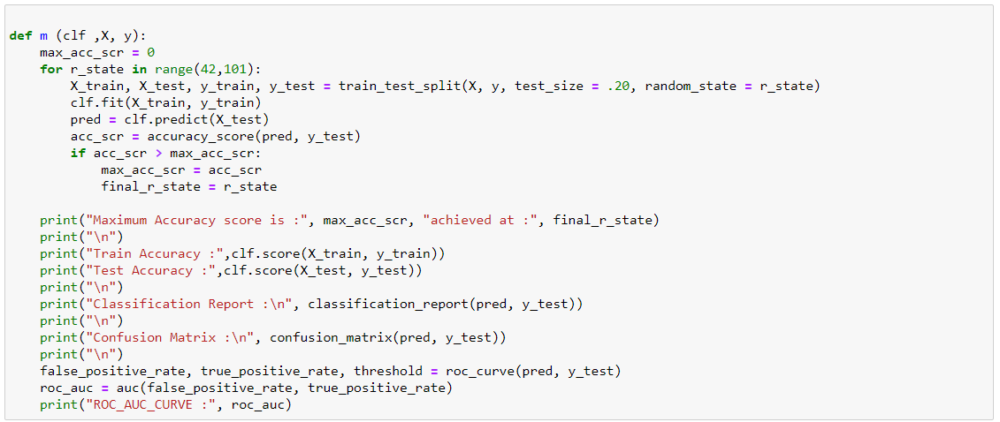 def m (clf ,X, y):
    max_acc_scr = 0
    for r_state in range(42,101):
        X_train, X_test, y_train, y_test = train_test_split(X, y, test_size = .20, random_state = r_state)
        clf.fit(X_train, y_train)
        pred = clf.predict(X_test)
        acc_scr = accuracy_score(pred, y_test)
        if acc_scr > max_acc_scr:
            max_acc_scr = acc_scr
            final_r_state = r_state

    print("Maximum Accuracy score is :", max_acc_scr, "achieved at :", final_r_state)
    print("\n")
    print("Train Accuracy :",clf.score(X_train, y_train))
    print("Test Accuracy :",clf.score(X_test, y_test))
    print("\n")
    print("Classification Report :\n", classification_report(pred, y_test))
    print("\n")
    print("Confusion Matrix :\n", confusion_matrix(pred, y_test))
    print("\n")
    false_positive_rate, true_positive_rate, threshold = roc_curve(pred, y_test)
    roc_auc = auc(false_positive_rate, true_positive_rate)
    print("ROC_AUC_CURVE :", roc_auc)